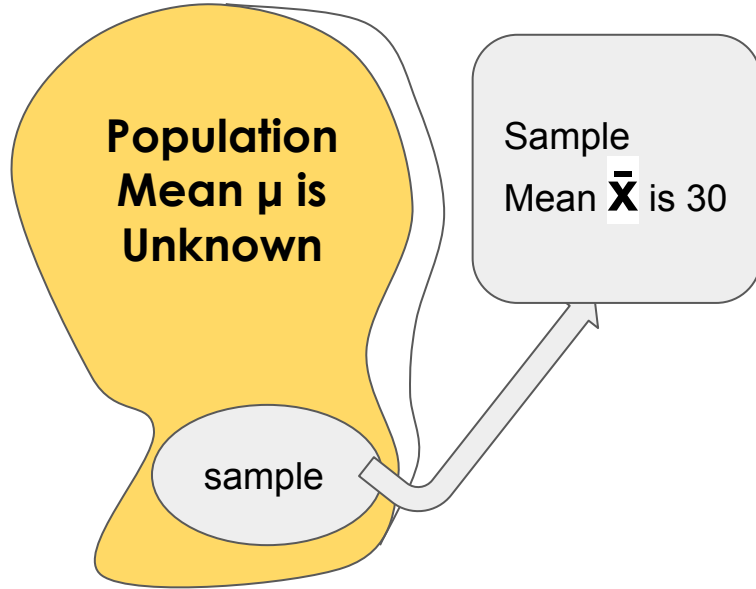 Population
Mean μ is
Unknown
Sample
Mean x̄ is 30
sample